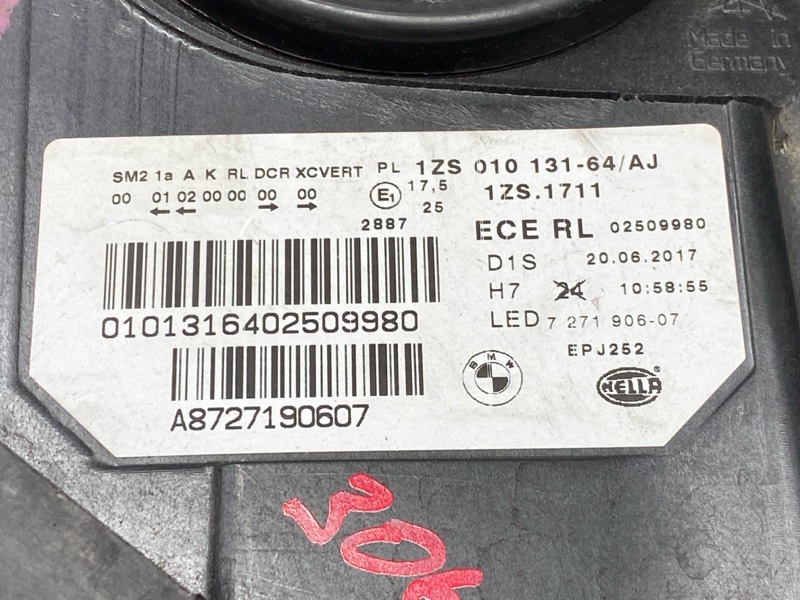 Made in
Germany
SM2 1a A K RL DCR XCVERT PL 1ZS 010 131-64/AJ
00 01 02 00 00 00 00 E1 17,5 1ZS.1711
← ← → → 25
2887 ECE RL 02509980
D1S 20.06.2017
H7 24 10:58:55
0101316402509980 LED 7 271 906-07
EPJ252
BMW HELLA
A8727190607